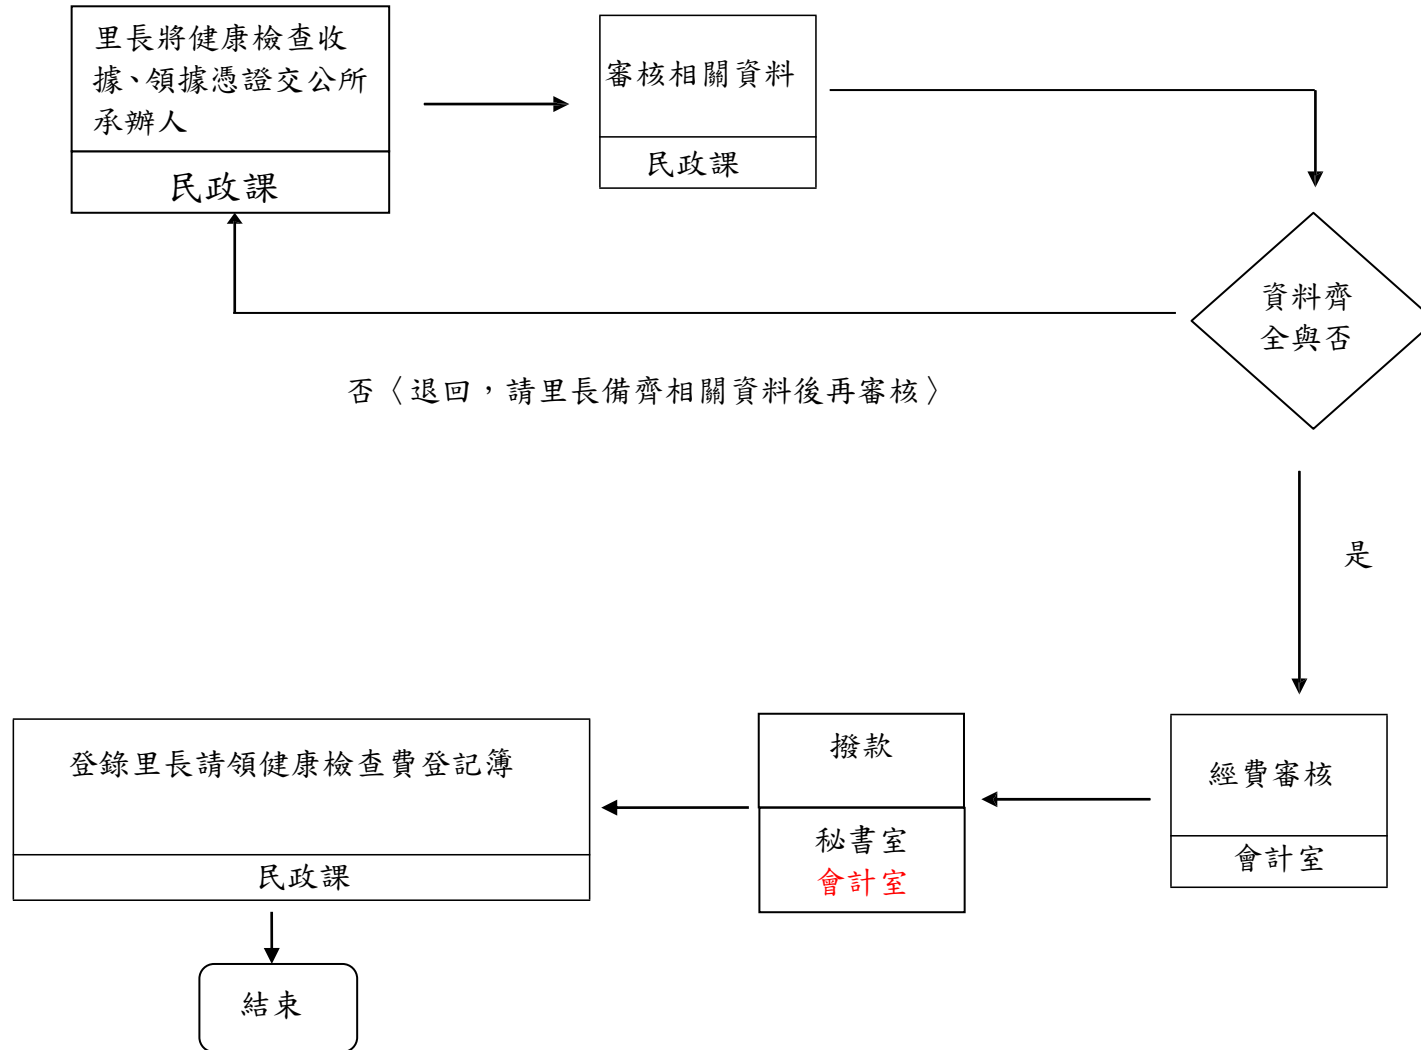 里長將健康檢查收
據、領據憑證交公所
承辦人
民政課
審核相關資料
民政課
資料齊
全與否
否〈退回，請里長備齊相關資料後再審核〉
是
經費審核
會計室
撥款
秘書室
會計室
登錄里長請領健康檢查費登記簿
民政課
結束